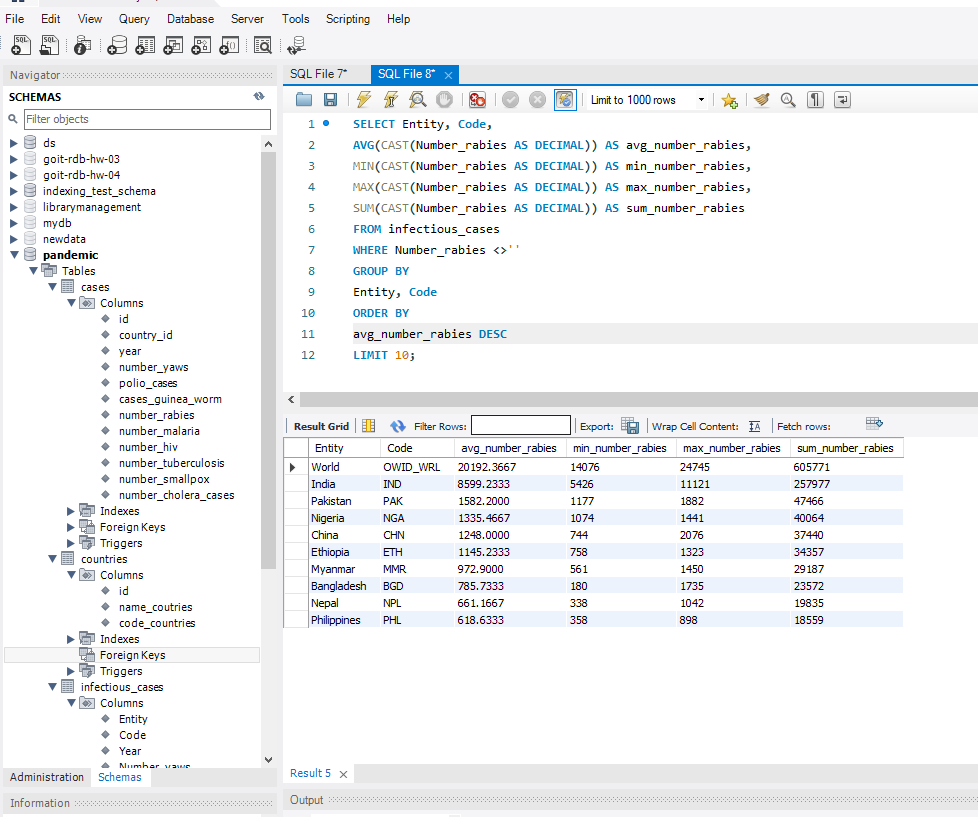 File Edit View Query Database Server Tools Scripting Help
Navigator
SCHEMAS
Filter objects
ds
goit-rdb-hw-03
goit-rdb-hw-04
indexing_test_schema
librarymanagement
mydb
newdata
pandemic
Tables
cases
Columns
id
country_id
year
number_yaws
polio_cases
cases_guinea_worm
number_rabies
number_malaria
number_hiv
number_tuberculosis
number_smallpox
number_cholera_cases
Indexes
Foreign Keys
Triggers
countries
Columns
id
name_coutries
code_countries
Indexes
Foreign Keys
Triggers
infectious_cases
Columns
Entity
Code
Year
Number_yaws
Administration Schemas
Information
SQL File 7* SQL File 8*
Limit to 1000 rows
1 SELECT Entity, Code,
2 AVG(CAST(Number_rabies AS DECIMAL)) AS avg_number_rabies,
3 MIN(CAST(Number_rabies AS DECIMAL)) AS min_number_rabies,
4 MAX(CAST(Number_rabies AS DECIMAL)) AS max_number_rabies,
5 SUM(CAST(Number_rabies AS DECIMAL)) AS sum_number_rabies
6 FROM infectious_cases
7 WHERE Number_rabies <>''
8 GROUP BY
9 Entity, Code
10 ORDER BY
11 avg_number_rabies DESC
12 LIMIT 10;
Result Grid Filter Rows: Export: Wrap Cell Content: Fetch rows:
Entity Code avg_number_rabies min_number_rabies max_number_rabies sum_number_rabies
World OWID_WRL 20192.3667 14076 24745 605771
India IND 8599.2333 5426 11121 257977
Pakistan PAK 1582.2000 1177 1882 47466
Nigeria NGA 1335.4667 1074 1441 40064
China CHN 1248.0000 744 2076 37440
Ethiopia ETH 1145.2333 758 1323 34357
Myanmar MMR 972.9000 561 1450 29187
Bangladesh BGD 785.7333 180 1735 23572
Nepal NPL 661.1667 338 1042 19835
Philippines PHL 618.6333 358 898 18559
Result 5
Output